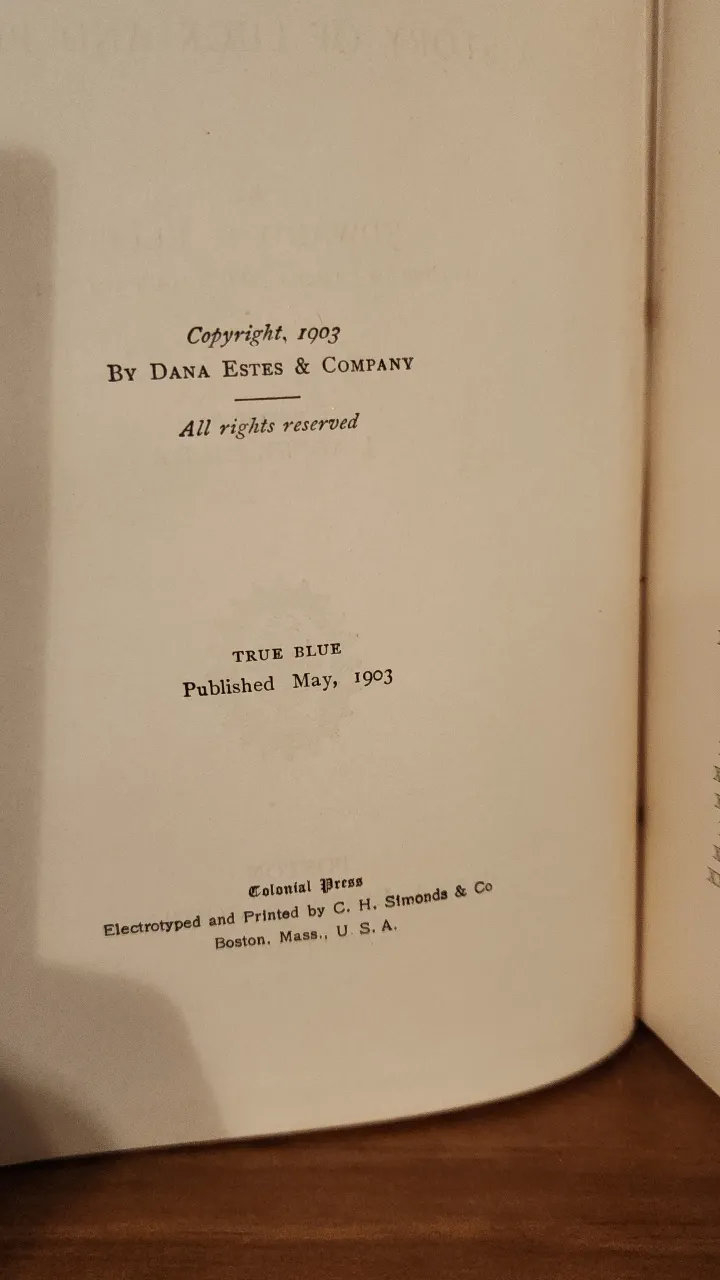 Copyright, 1903
BY DANA ESTES & COMPANY
All rights reserved
TRUE BLUE
Published May, 1903
Colonial Press
Electrotyped and Printed by C. H. Simonds & Co
Boston, Mass., U. S. A.